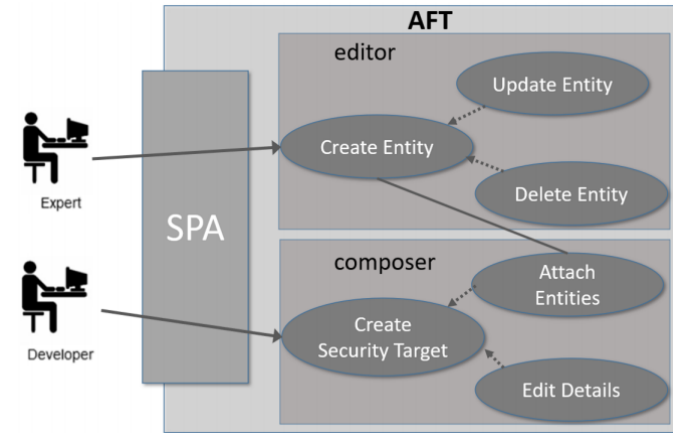 AFT
editor
Update Entity
Create Entity
Delete Entity
Expert
SPA
composer
Attach
Entities
Create
Security Target
Developer
Edit Details